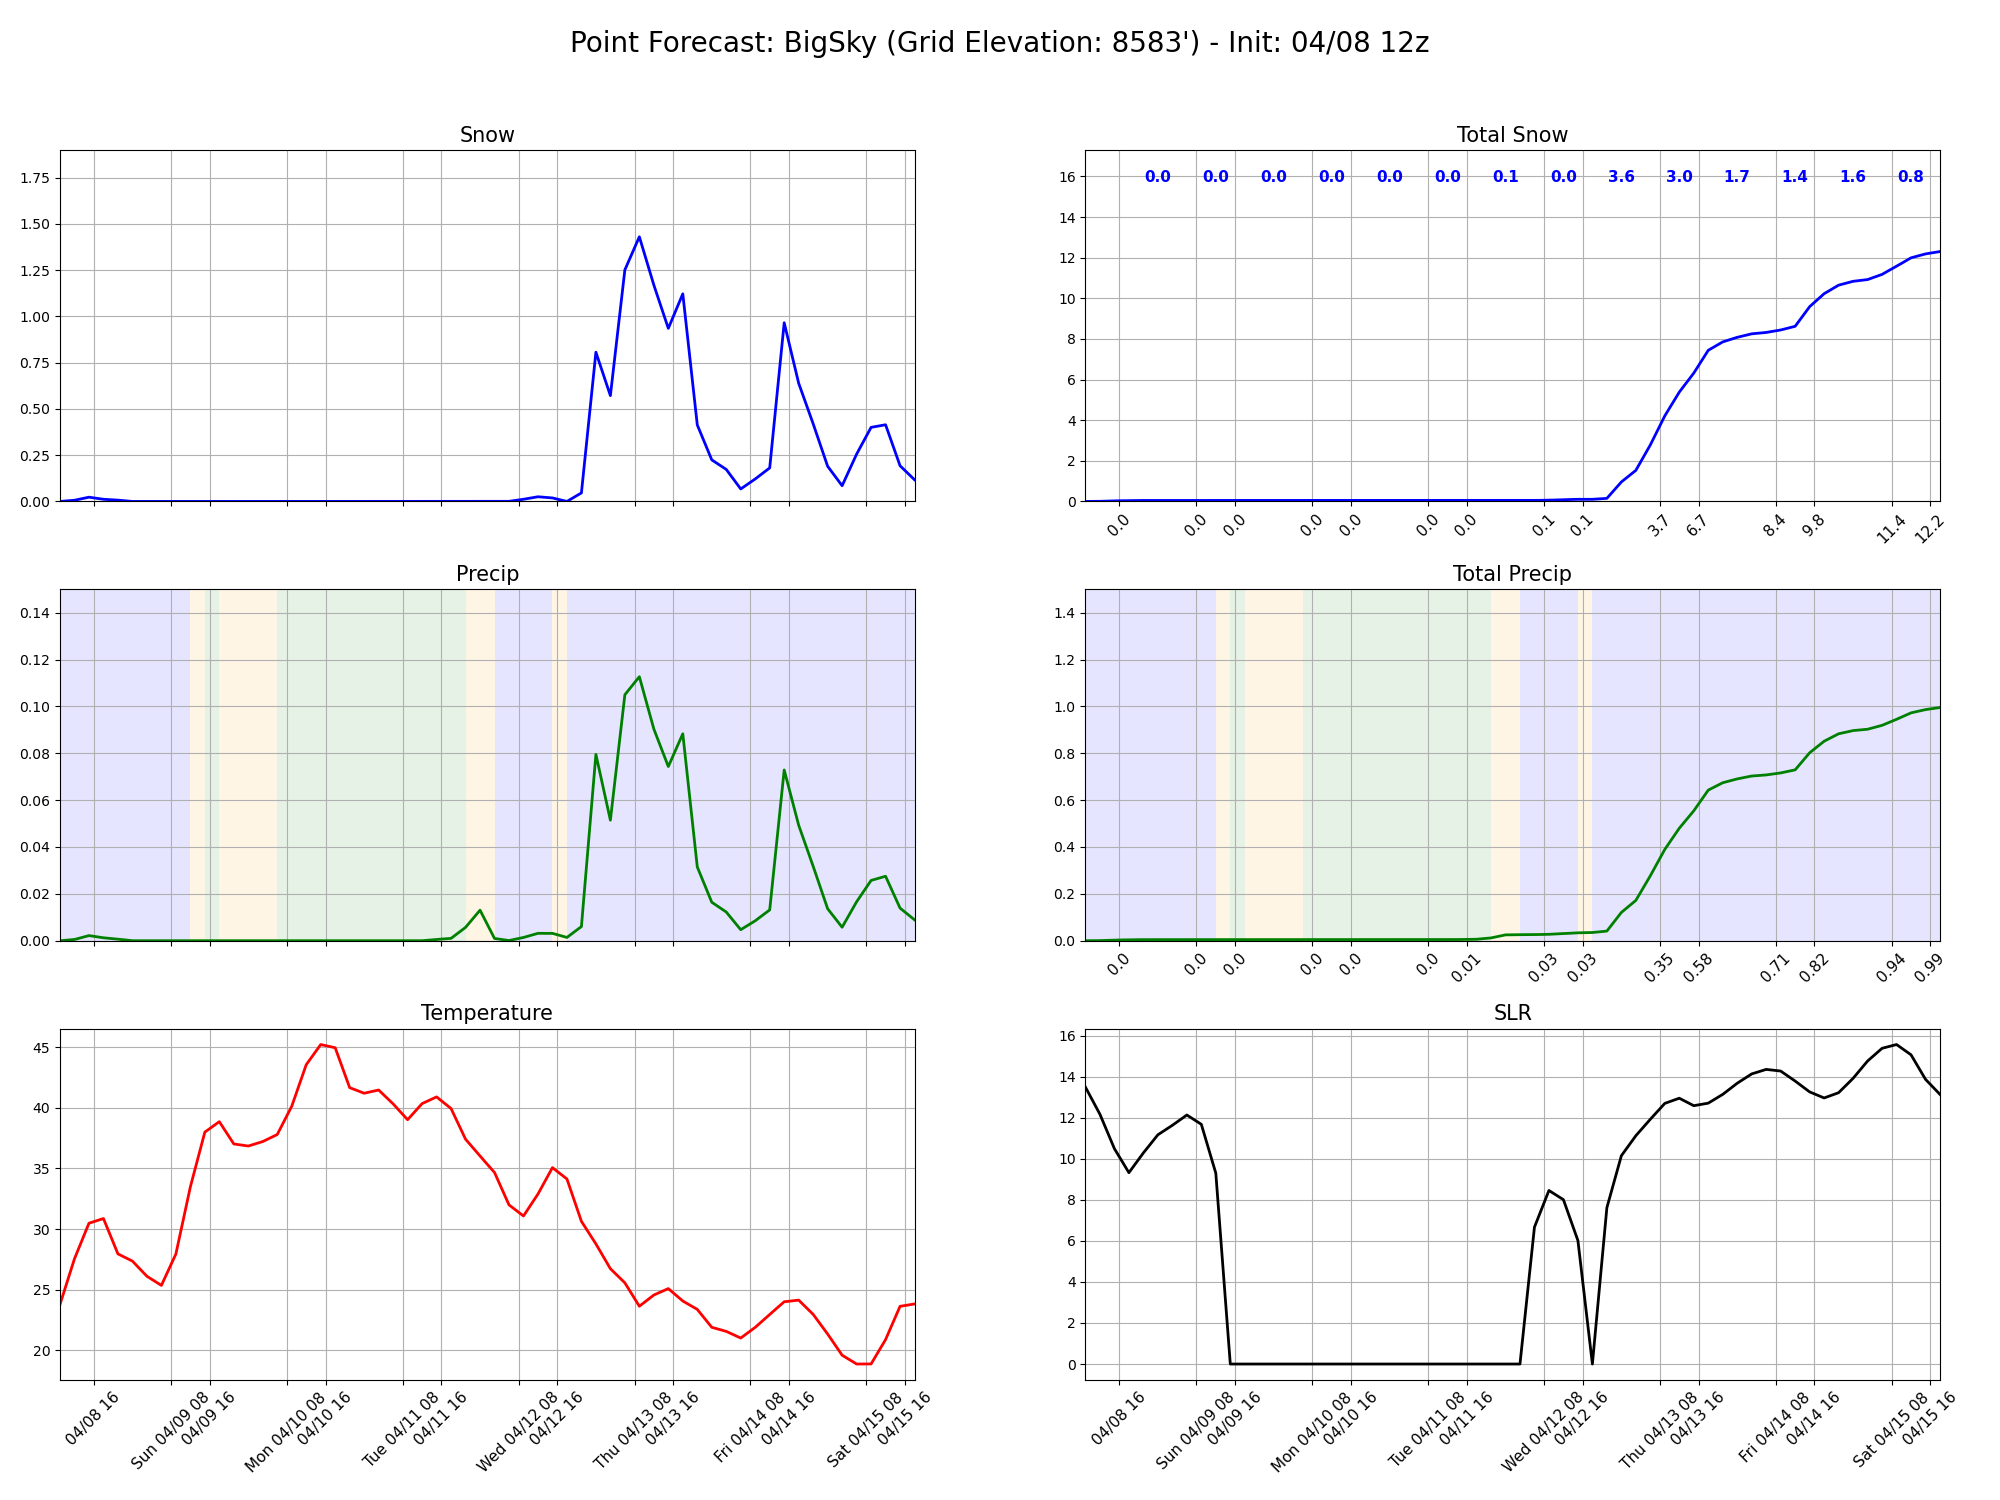 Point Forecast: BigSky (Grid Elevation: 8583') - Init: 04/08 12z
Snow
1.75
1.50
1.25
1.00
0.75
0.50
0.25
0.00
Total Snow
0.0 0.0 0.0 0.0 0.0 0.0 0.1 0.0 3.6 3.0 1.7 1.4 1.6 0.8
16
14
12
10
8
6
4
2
0
0.0 0.0 0.0 0.0 0.0 0.0 0.0 0.1 0.1 3.7 6.7 8.4 9.8 11.4 12.2
Precip
0.14
0.12
0.10
0.08
0.06
0.04
0.02
0.00
Total Precip
1.4
1.2
1.0
0.8
0.6
0.4
0.2
0.0
0.0 0.0 0.0 0.0 0.0 0.0 0.01 0.03 0.03 0.35 0.58 0.71 0.82 0.94 0.99
Temperature
45
40
35
30
25
20
04/08 16
Sun 04/09 08
04/09 16
Mon 04/10 08
04/10 16
Tue 04/11 08
04/11 16
Wed 04/12 08
04/12 16
Thu 04/13 08
04/13 16
Fri 04/14 08
04/14 16
Sat 04/15 08
04/15 16
SLR
16
14
12
10
8
6
4
2
0
04/08 16
Sun 04/09 08
04/09 16
Mon 04/10 08
04/10 16
Tue 04/11 08
04/11 16
Wed 04/12 08
04/12 16
Thu 04/13 08
04/13 16
Fri 04/14 08
04/14 16
Sat 04/15 08
04/15 16